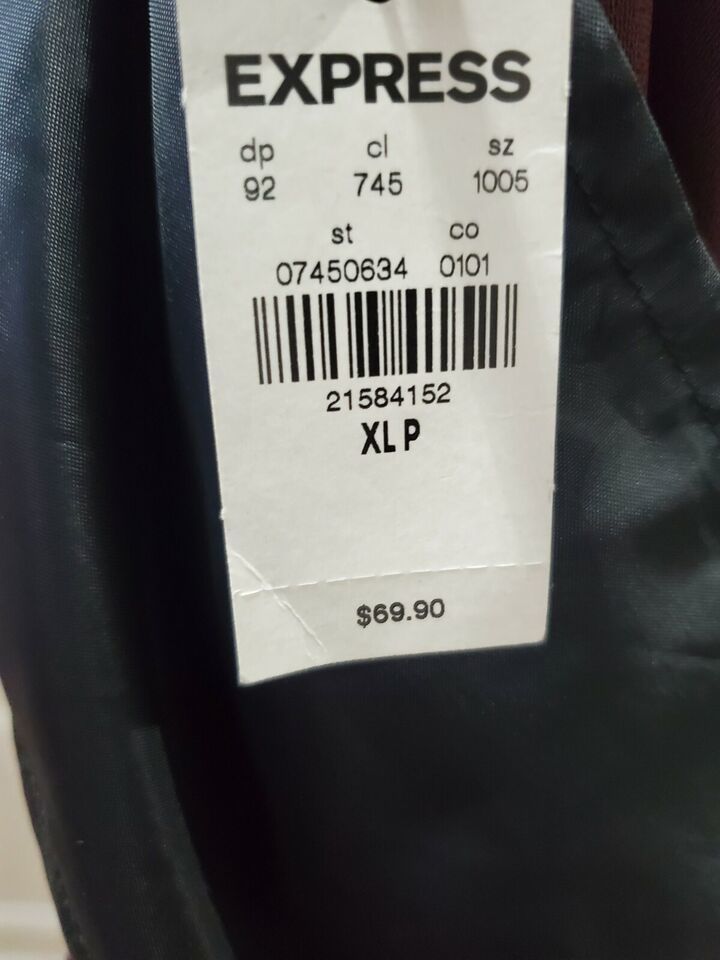 EXPRESS
dp cl sz
92 745 1005
st co
07450634 0101
21584152
XL P
$69.90